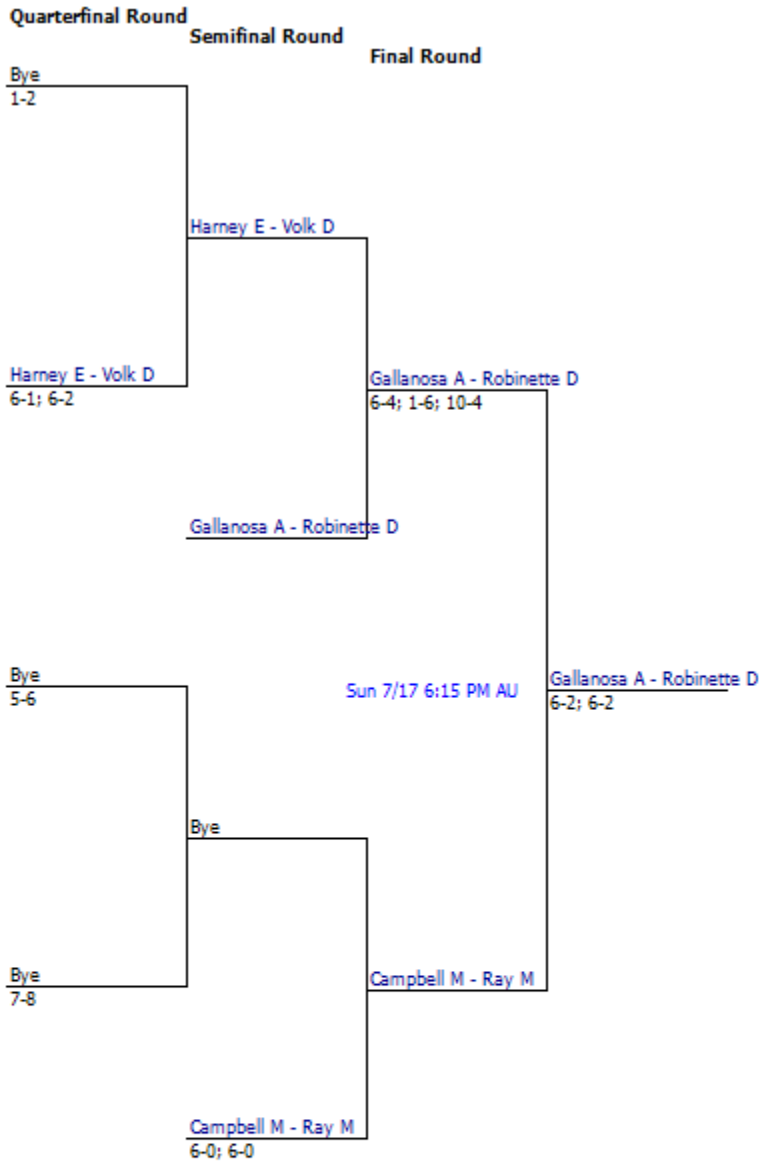 Quarterfinal Round
Semifinal Round
Final Round
Bye
1-2
Harney E - Volk D
Harney E - Volk D
6-1; 6-2
Gallanosa A - Robinette D
6-4; 1-6; 10-4
Gallanosa A - Robinette D
Bye
5-6
Sun 7/17 6:15 PM AU
Gallanosa A - Robinette D
6-2; 6-2
Bye
Bye
7-8
Campbell M - Ray M
Campbell M - Ray M
6-0; 6-0